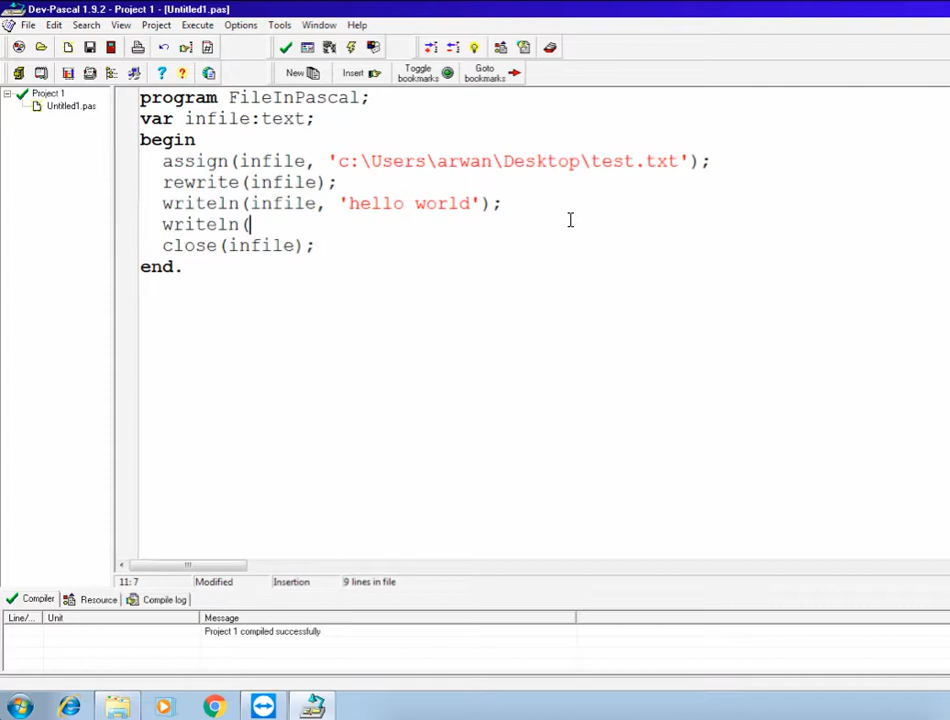 Dev-Pascal 1.9.2 - Project 1 - [Untitled1.pas]
File Edit Search View Project Execute Options Tools Window Help
New Insert Toggle bookmarks Goto bookmarks
Project 1
Untitled1.pas
program FileInPascal;
var infile:text;
begin
assign(infile, 'c:\Users\arwan\Desktop\test.txt');
rewrite(infile);
writeln(infile, 'hello world');
writeln(
close(infile);
end.
11: 7 Modified Insertion 9 lines in file
Compiler Resource Compile log
Line/... Unit Message
Project 1 compiled successfully